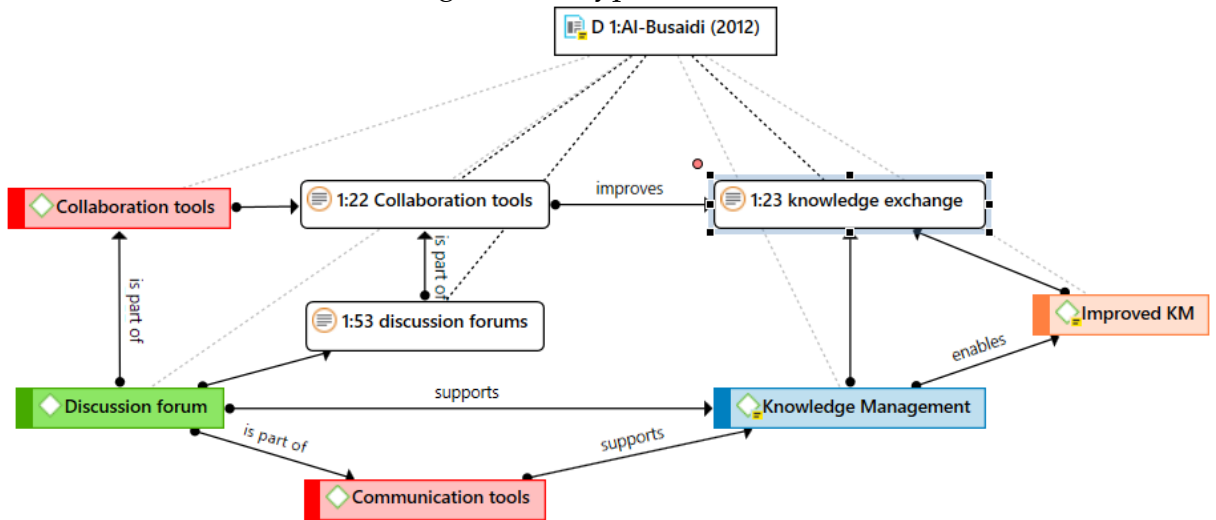 D 1:Al-Busaidi (2012)
Collaboration tools
1:22 Collaboration tools
improves
1:23 knowledge exchange
is part of
is part of
1:53 discussion forums
Improved KM
enables
Discussion forum
supports
Knowledge Management
is part of
supports
Communication tools